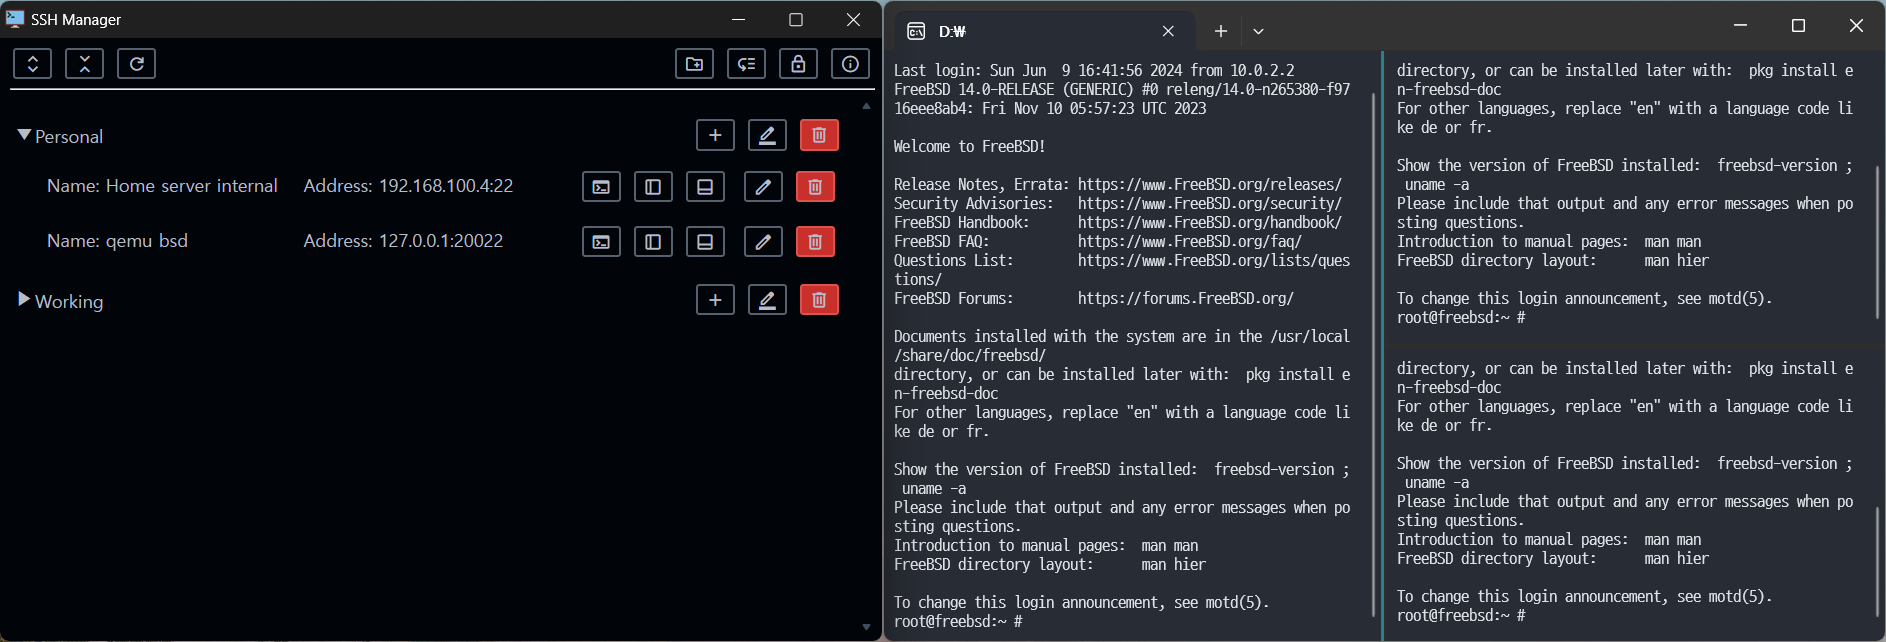 SSH Manager
Personal
Name: Home server internal Address: 192.168.100.4:22
Name: qemu bsd Address: 127.0.0.1:20022
Working
D:₩
Last login: Sun Jun  9 16:41:56 2024 from 10.0.2.2
FreeBSD 14.0-RELEASE (GENERIC) #0 releng/14.0-n265380-f97
16eee8ab4: Fri Nov 10 05:57:23 UTC 2023
Welcome to FreeBSD!
Release Notes, Errata: https://www.FreeBSD.org/releases/
Security Advisories:   https://www.FreeBSD.org/security/
FreeBSD Handbook:      https://www.FreeBSD.org/handbook/
FreeBSD FAQ:           https://www.FreeBSD.org/faq/
Questions List:        https://www.FreeBSD.org/lists/ques
tions/
FreeBSD Forums:        https://forums.FreeBSD.org/
Documents installed with the system are in the /usr/local
/share/doc/freebsd/
directory, or can be installed later with:  pkg install e
n-freebsd-doc
For other languages, replace "en" with a language code li
ke de or fr.
Show the version of FreeBSD installed:  freebsd-version ;
 uname -a
Please include that output and any error messages when po
sting questions.
Introduction to manual pages:  man man
FreeBSD directory layout:      man hier
To change this login announcement, see motd(5).
root@freebsd:~ #
directory, or can be installed later with:  pkg install e
n-freebsd-doc
For other languages, replace "en" with a language code li
ke de or fr.
Show the version of FreeBSD installed:  freebsd-version ;
 uname -a
Please include that output and any error messages when po
sting questions.
Introduction to manual pages:  man man
FreeBSD directory layout:      man hier
To change this login announcement, see motd(5).
root@freebsd:~ #
directory, or can be installed later with:  pkg install e
n-freebsd-doc
For other languages, replace "en" with a language code li
ke de or fr.
Show the version of FreeBSD installed:  freebsd-version ;
 uname -a
Please include that output and any error messages when po
sting questions.
Introduction to manual pages:  man man
FreeBSD directory layout:      man hier
To change this login announcement, see motd(5).
root@freebsd:~ #